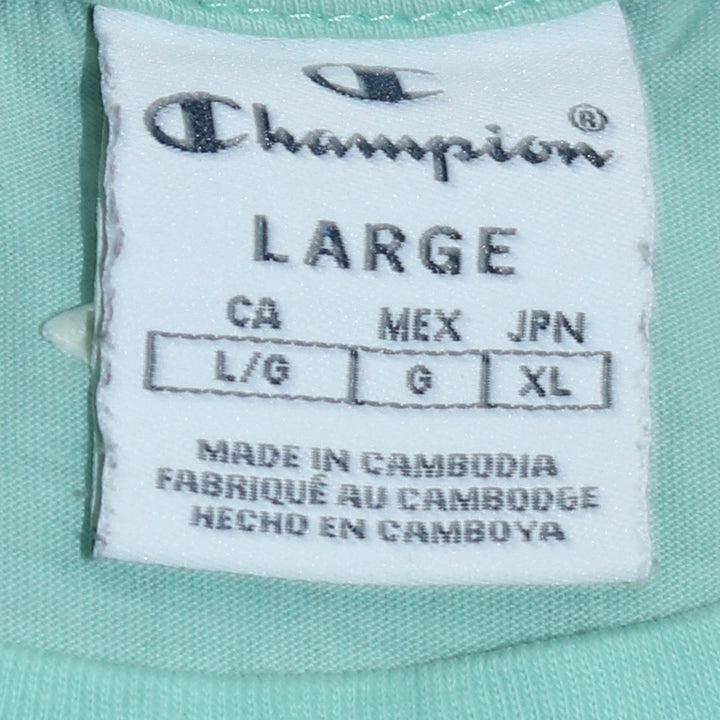 Champion®
LARGE
CA MEX JPN
L/G G XL
MADE IN CAMBODIA
FABRIQUÉ AU CAMBODGE
HECHO EN CAMBOYA